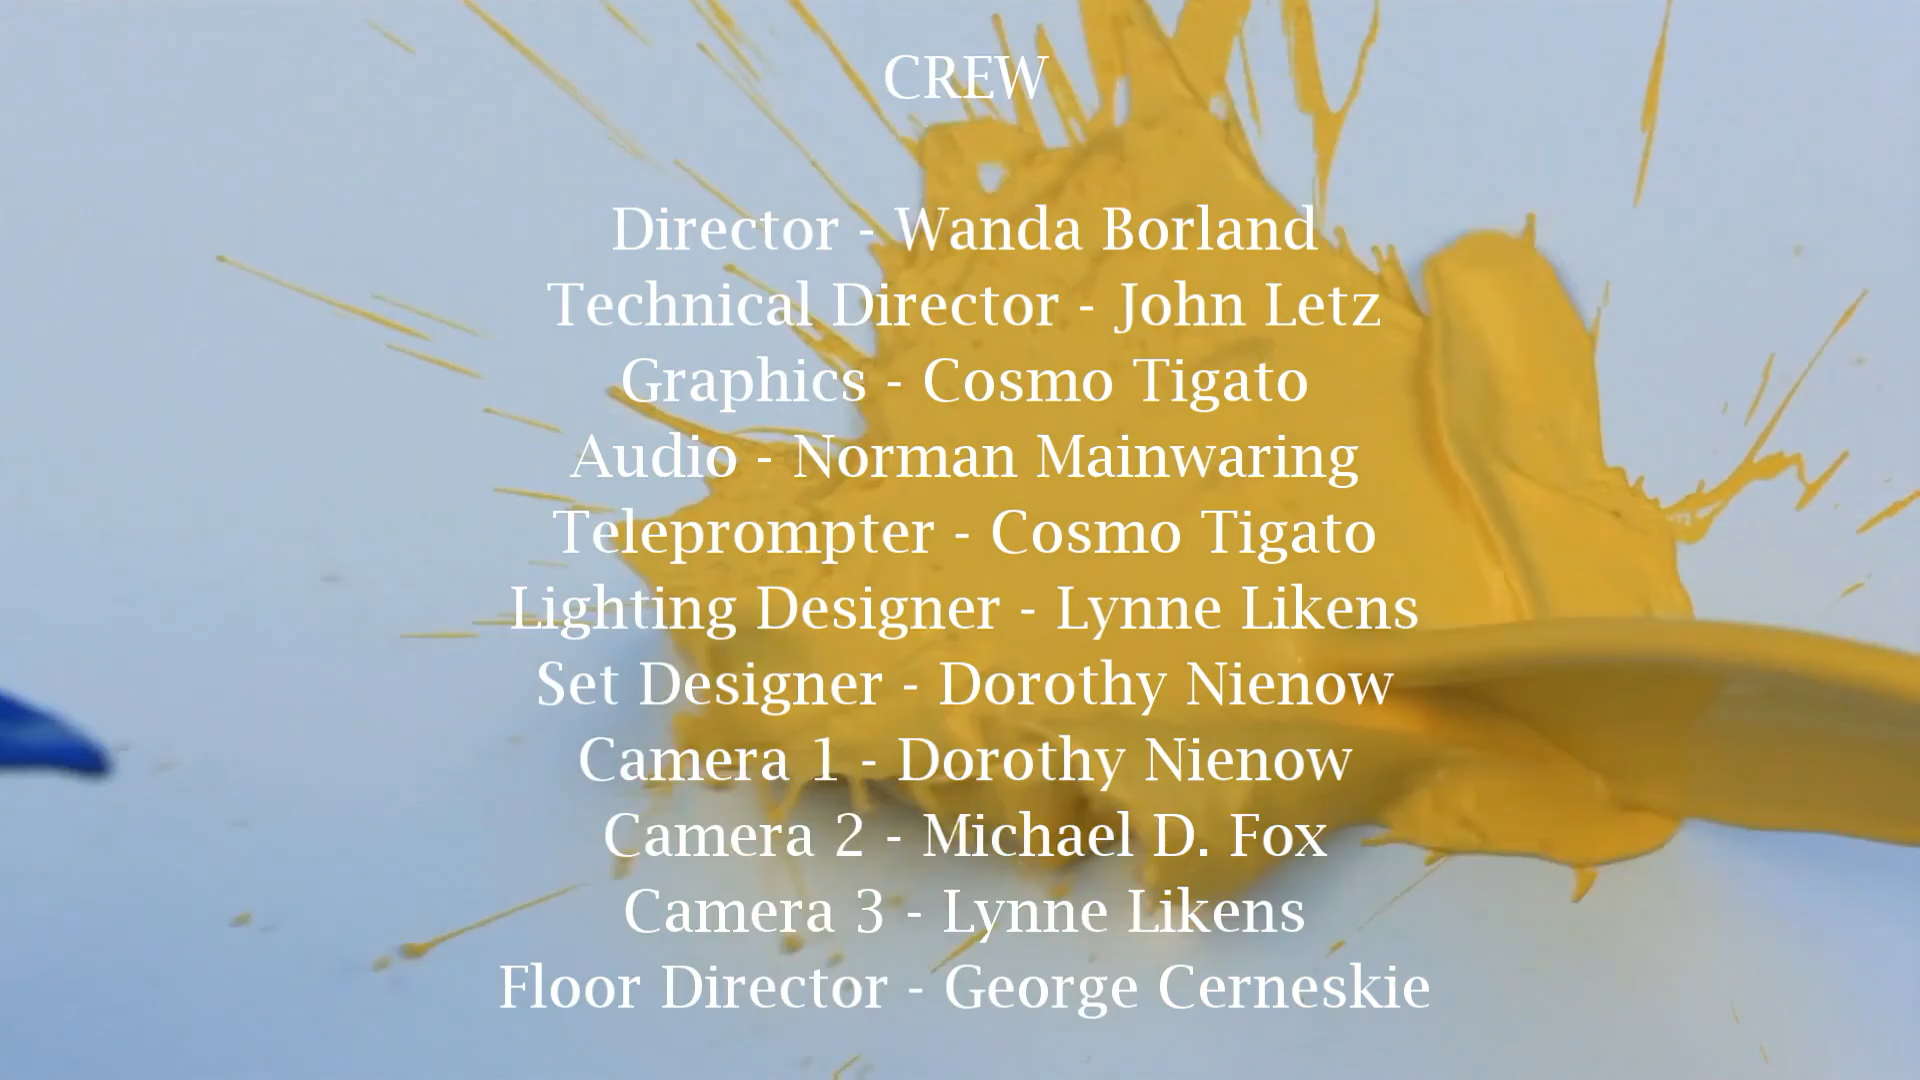 CREW
Director - Wanda Borland
Technical Director - John Letz
Graphics - Cosmo Tigato
Audio - Norman Mainwaring
Teleprompter - Cosmo Tigato
Lighting Designer - Lynne Likens
Set Designer - Dorothy Nienow
Camera 1 - Dorothy Nienow
Camera 2 - Michael D. Fox
Camera 3 - Lynne Likens
Floor Director - George Cerneskie